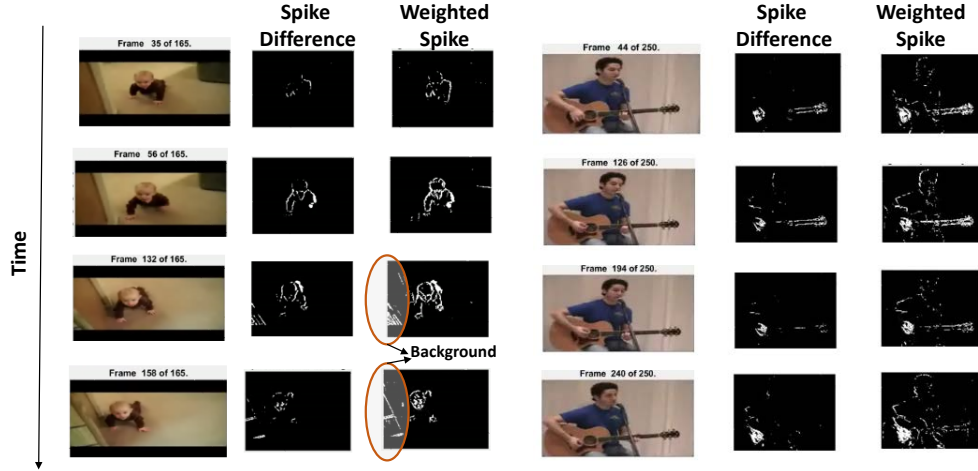 Spike
Difference
Weighted
Spike
Spike
Difference
Weighted
Spike
Time
Frame 35 of 165.
Frame 44 of 250.
Frame 56 of 165.
Frame 126 of 250.
Frame 132 of 165.
Frame 194 of 250.
Background
Frame 158 of 165.
Frame 240 of 250.